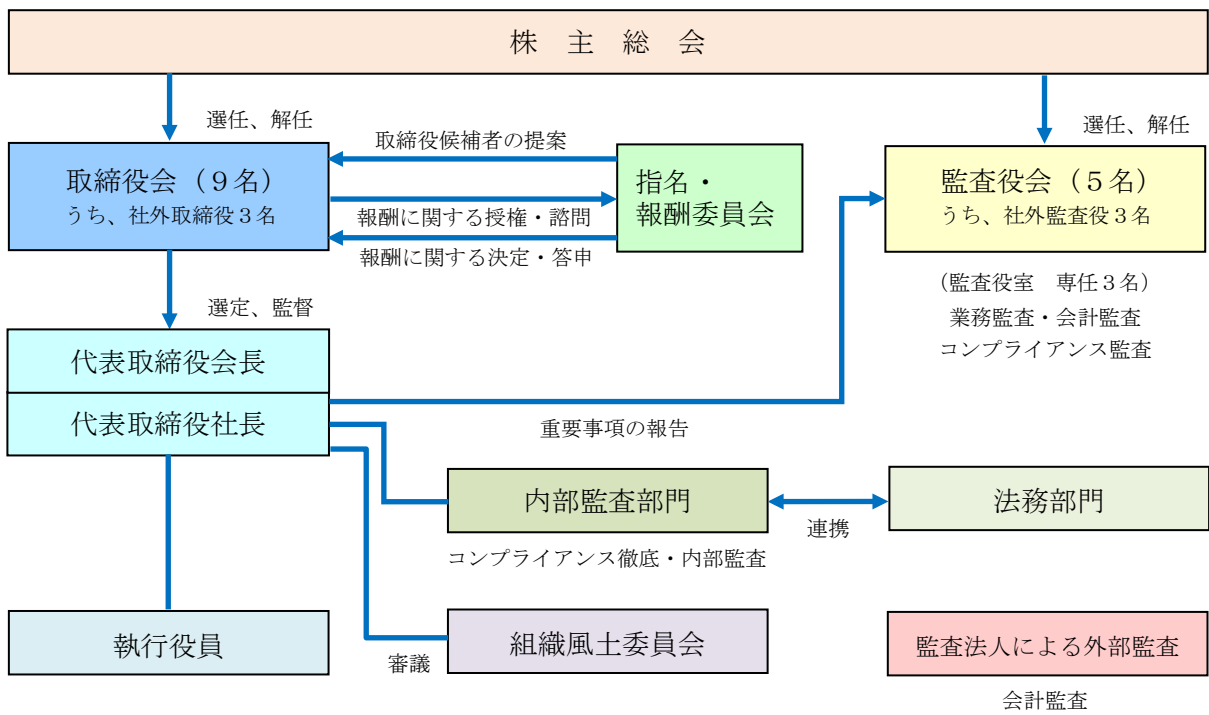 株　主　総　会
選任、解任
選任、解任
取締役候補者の提案
取締役会（９名）
うち、社外取締役３名
指名・
報酬委員会
監査役会（５名）
うち、社外監査役３名
報酬に関する授権・諮問
報酬に関する決定・答申
（監査役室　専任３名）
業務監査・会計監査
コンプライアンス監査
選定、監督
代表取締役会長
代表取締役社長
重要事項の報告
内部監査部門
法務部門
連携
コンプライアンス徹底・内部監査
執行役員
組織風土委員会
監査法人による外部監査
審議
会計監査